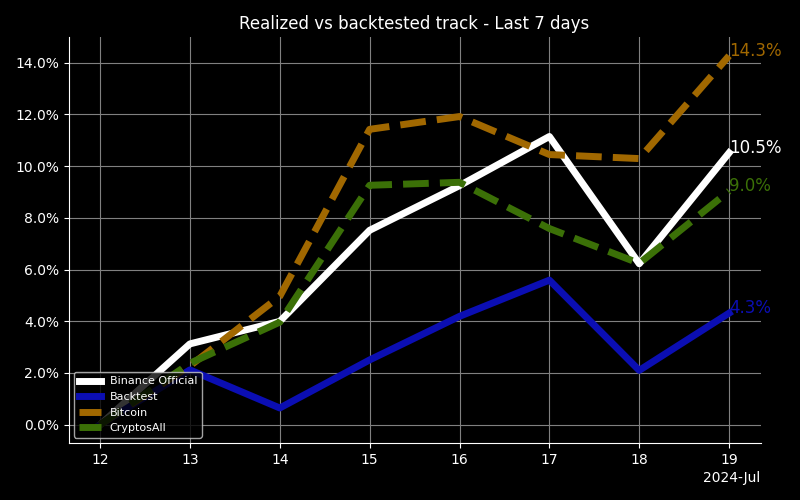 Realized vs backtested track - Last 7 days
14.0%
12.0%
10.0%
8.0%
6.0%
4.0%
2.0%
0.0%
14.3%
10.5%
9.0%
4.3%
Binance Official
Backtest
Bitcoin
CryptosAll
12 13 14 15 16 17 18 19
2024-Jul